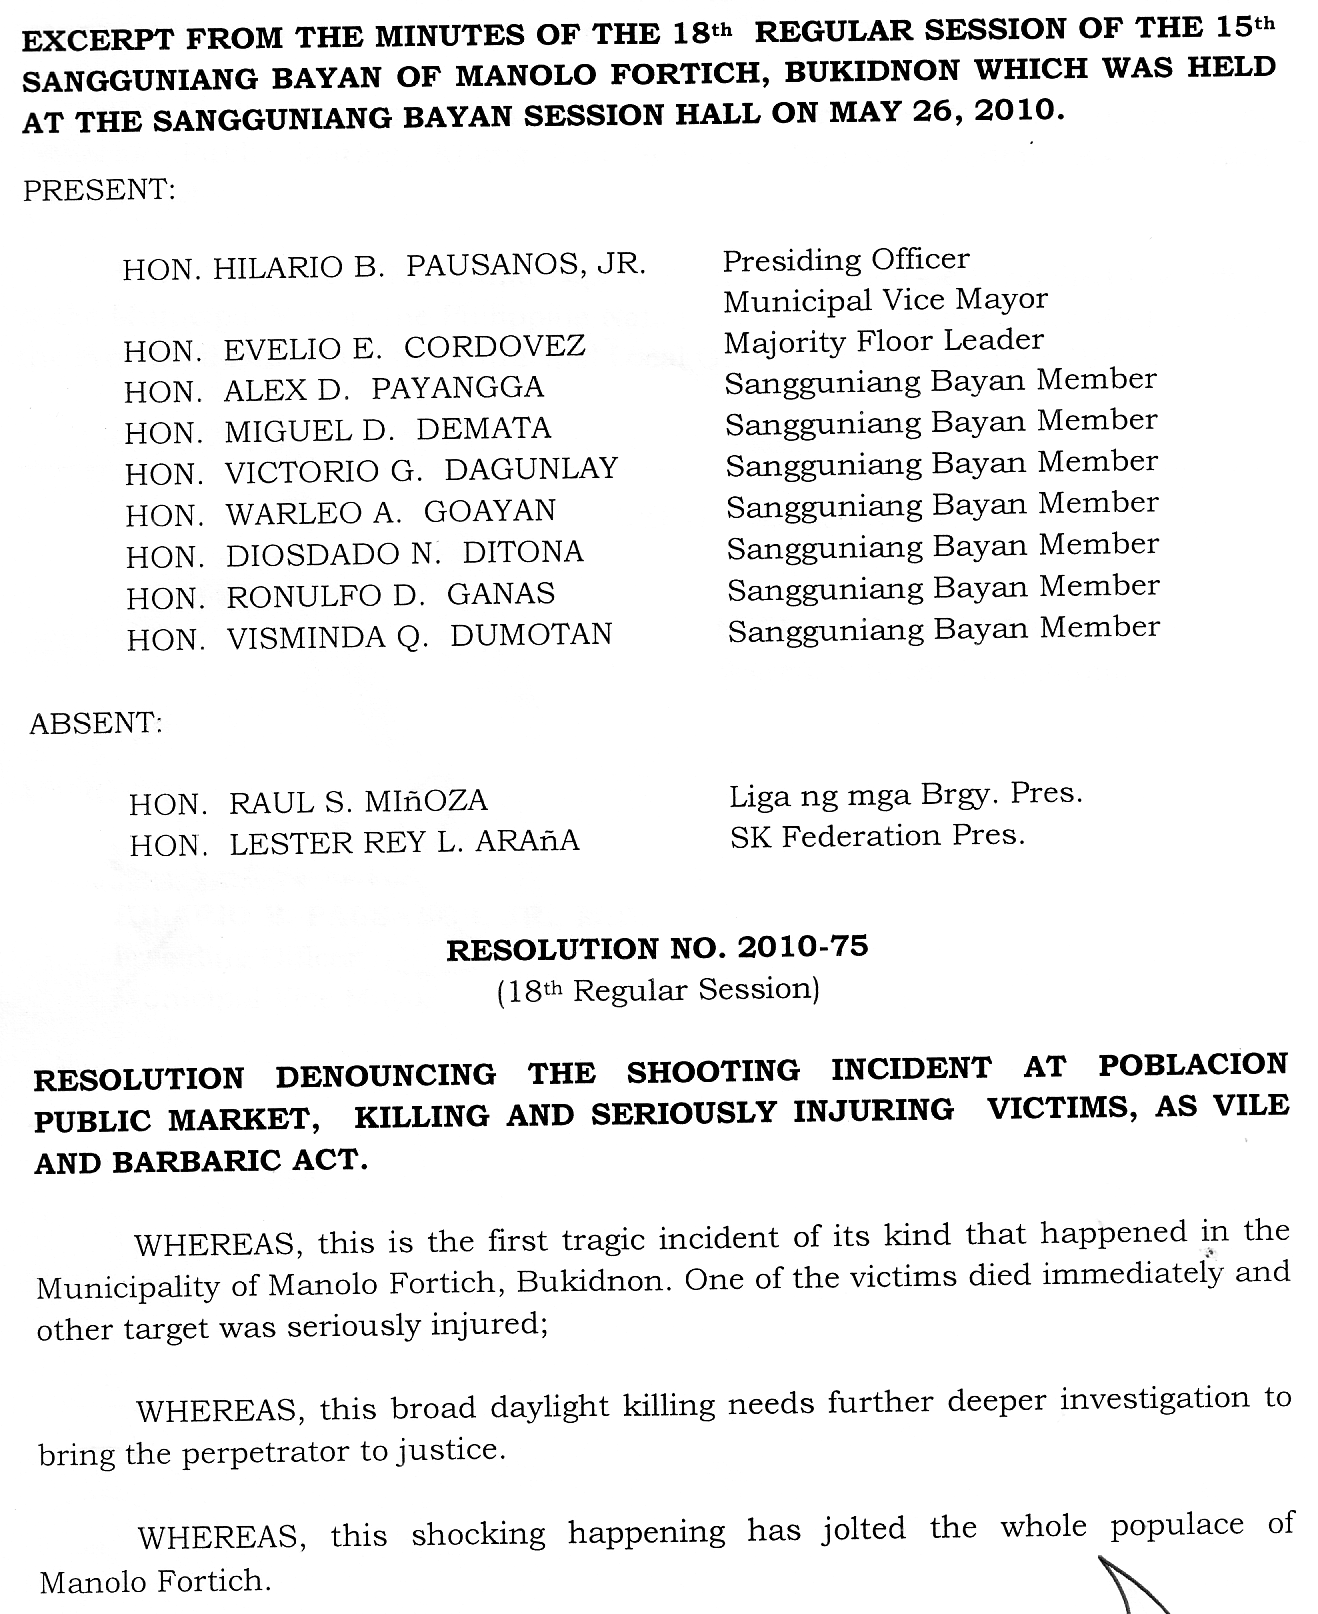 EXCERPT FROM THE MINUTES OF THE 18th REGULAR SESSION OF THE 15th
SANGGUNIANG BAYAN OF MANOLO FORTICH, BUKIDNON WHICH WAS HELD
AT THE SANGGUNIANG BAYAN SESSION HALL ON MAY 26, 2010.
PRESENT:
HON. HILARIO B. PAUSANOS, JR. Presiding Officer
Municipal Vice Mayor
HON. EVELIO E. CORDOVEZ Majority Floor Leader
HON. ALEX D. PAYANGGA Sangguniang Bayan Member
HON. MIGUEL D. DEMATA Sangguniang Bayan Member
HON. VICTORIO G. DAGUNLAY Sangguniang Bayan Member
HON. WARLEO A. GOAYAN Sangguniang Bayan Member
HON. DIOSDADO N. DITONA Sangguniang Bayan Member
HON. RONULFO D. GANAS Sangguniang Bayan Member
HON. VISMINDA Q. DUMOTAN Sangguniang Bayan Member
ABSENT:
HON. RAUL S. MIñOZA Liga ng mga Brgy. Pres.
HON. LESTER REY L. ARAñA SK Federation Pres.
RESOLUTION NO. 2010-75
(18th Regular Session)
RESOLUTION DENOUNCING THE SHOOTING INCIDENT AT POBLACION
PUBLIC MARKET, KILLING AND SERIOUSLY INJURING VICTIMS, AS VILE
AND BARBARIC ACT.
WHEREAS, this is the first tragic incident of its kind that happened in the
Municipality of Manolo Fortich, Bukidnon. One of the victims died immediately and
other target was seriously injured;
WHEREAS, this broad daylight killing needs further deeper investigation to
bring the perpetrator to justice.
WHEREAS, this shocking happening has jolted the whole populace of
Manolo Fortich.